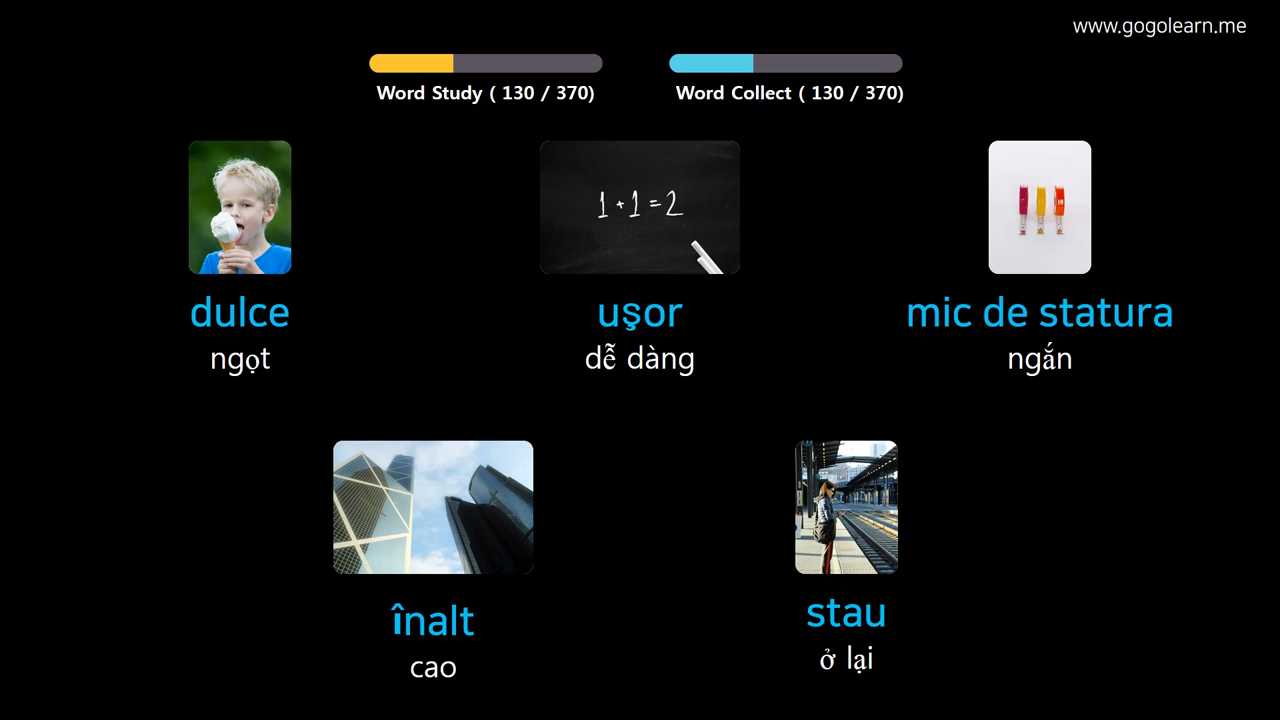 www.gogolearn.me
Word Study ( 130 / 370)
Word Collect ( 130 / 370)
1 + 1 = 2
dulce
uşor
mic de statura
ngọt
dễ dàng
ngắn
înalt
stau
cao
ở lại